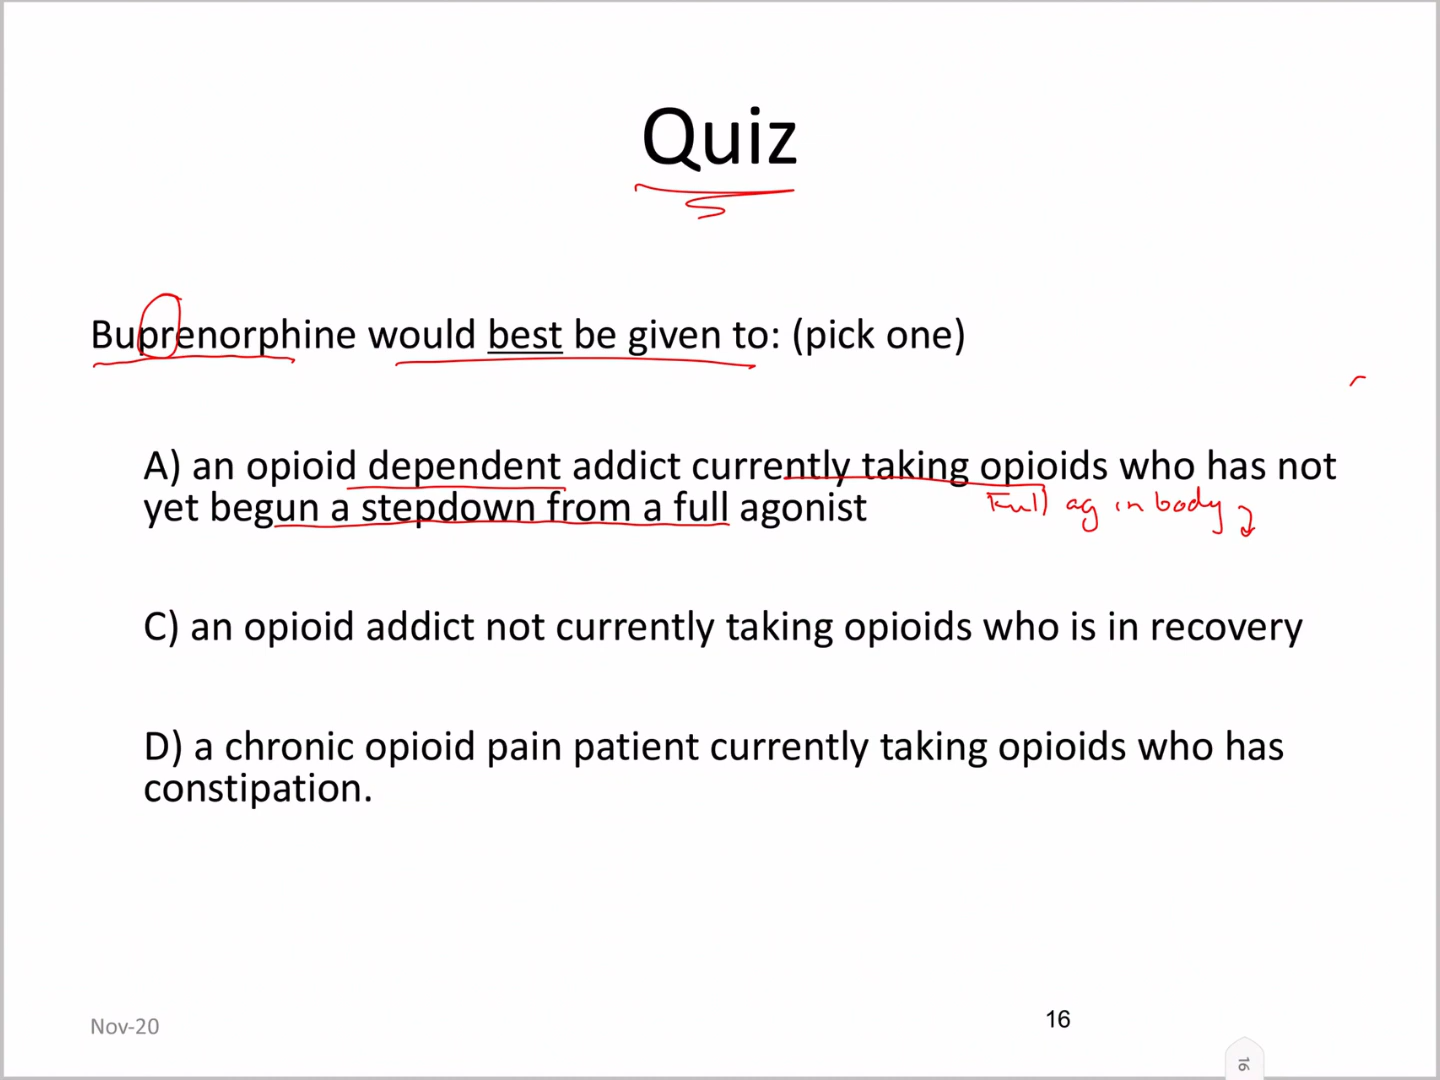 Quiz
Buprenorphine would best be given to: (pick one)
A) an opioid dependent addict currently taking opioids who has not
yet begun a stepdown from a full agonist
Full ag in body
C) an opioid addict not currently taking opioids who is in recovery
D) a chronic opioid pain patient currently taking opioids who has
constipation.
Nov-20
16
16